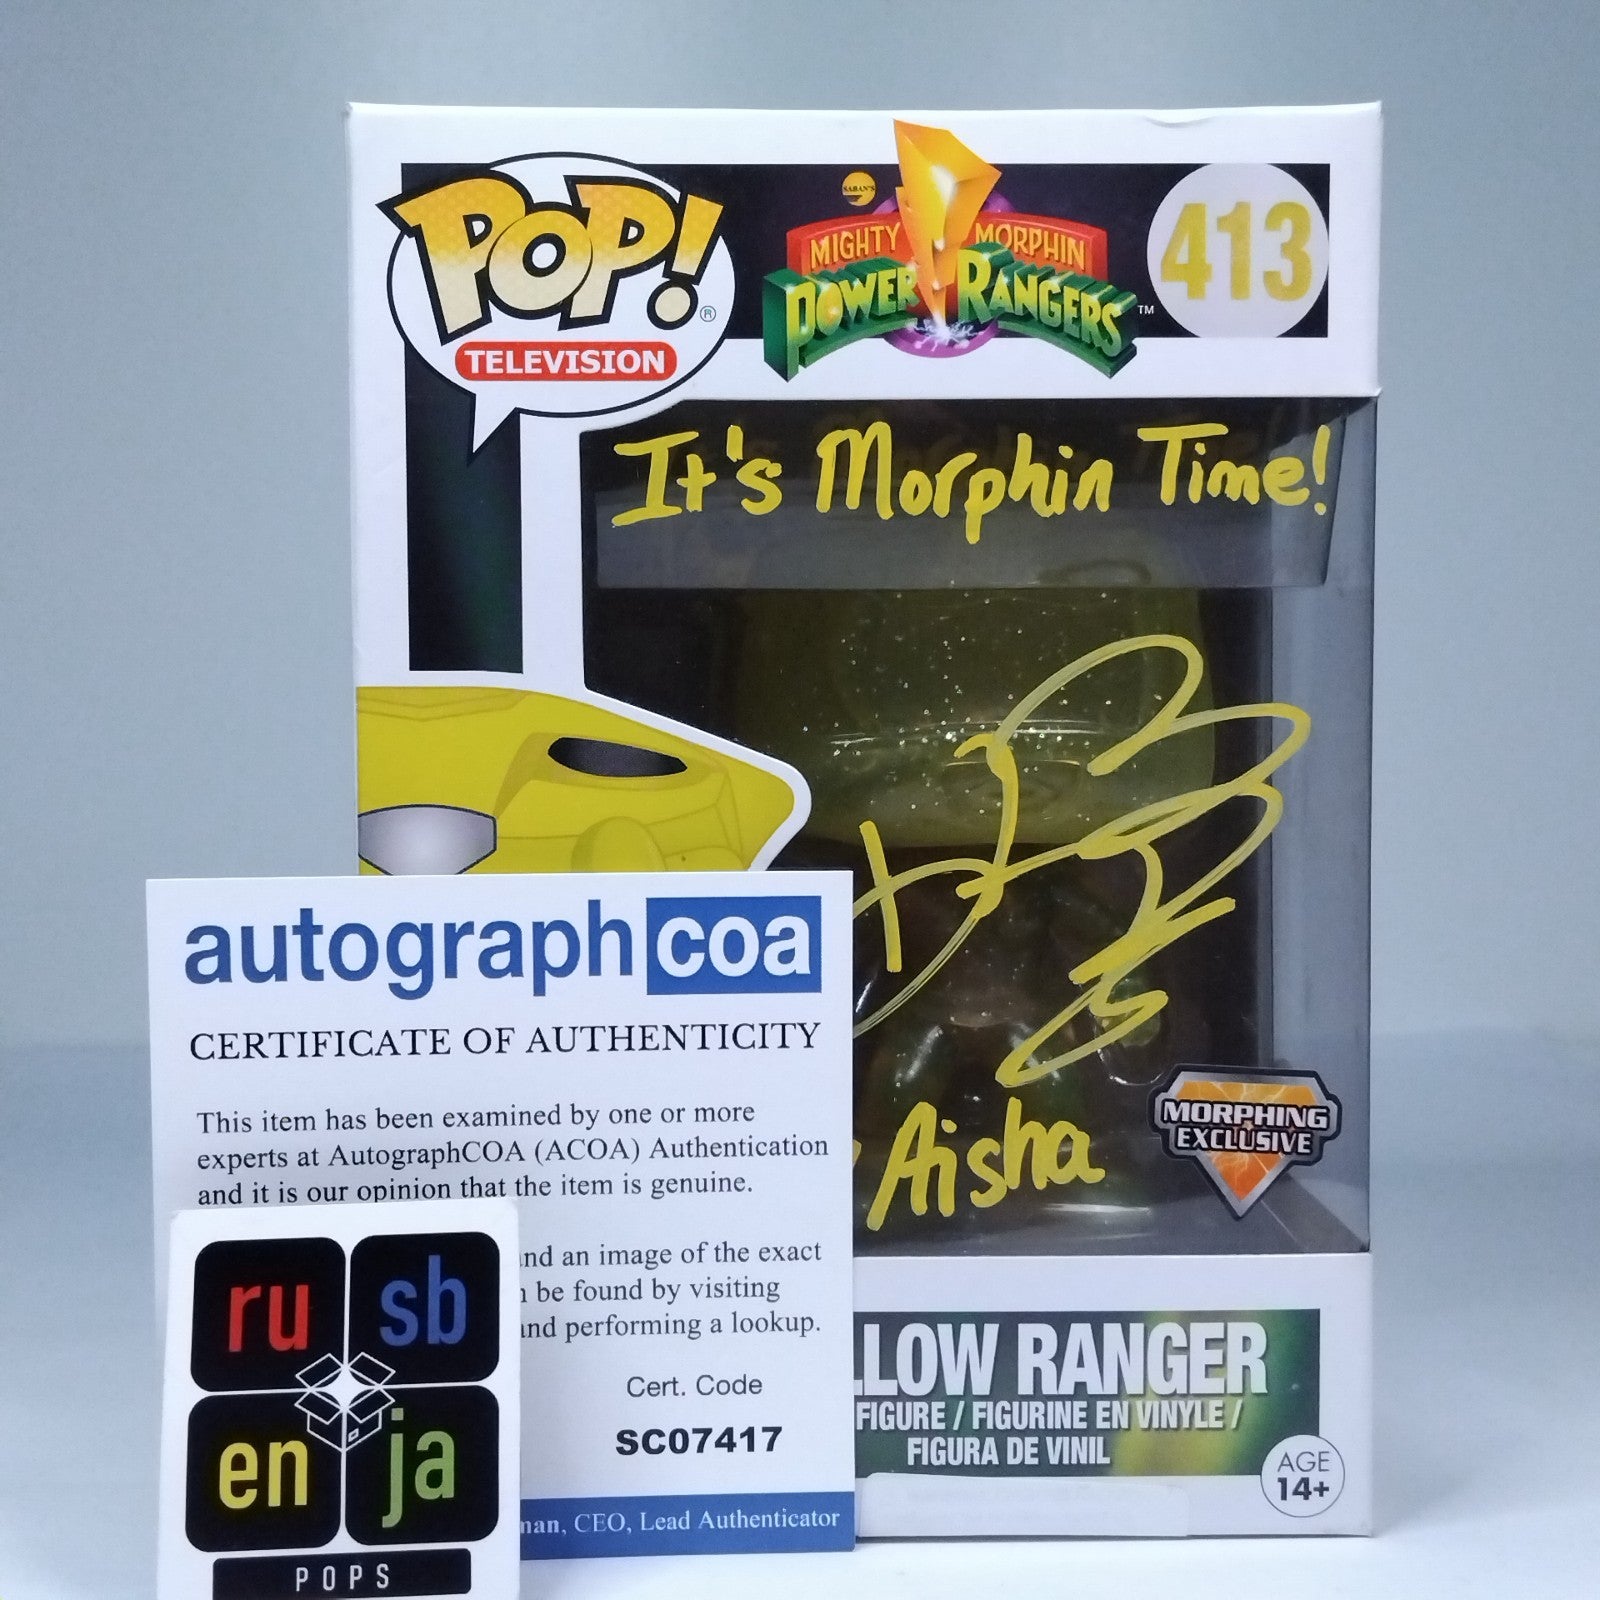 POP!®
TELEVISION
SABAN'S
MIGHTY MORPHIN
POWER RANGERS™
413
It's Morphin Time!
Aisha
MORPHING
EXCLUSIVE
autographcoa
CERTIFICATE OF AUTHENTICITY
This item has been examined by one or more
experts at AutographCOA (ACOA) Authentication
and it is our opinion that the item is genuine.
and an image of the exact
be found by visiting
and performing a lookup.
Cert. Code
SC07417
, CEO, Lead Authenticator
ru sb
en ja
POPS
LLOW RANGER
FIGURE / FIGURINE EN VINYLE /
FIGURA DE VINIL
AGE
14+